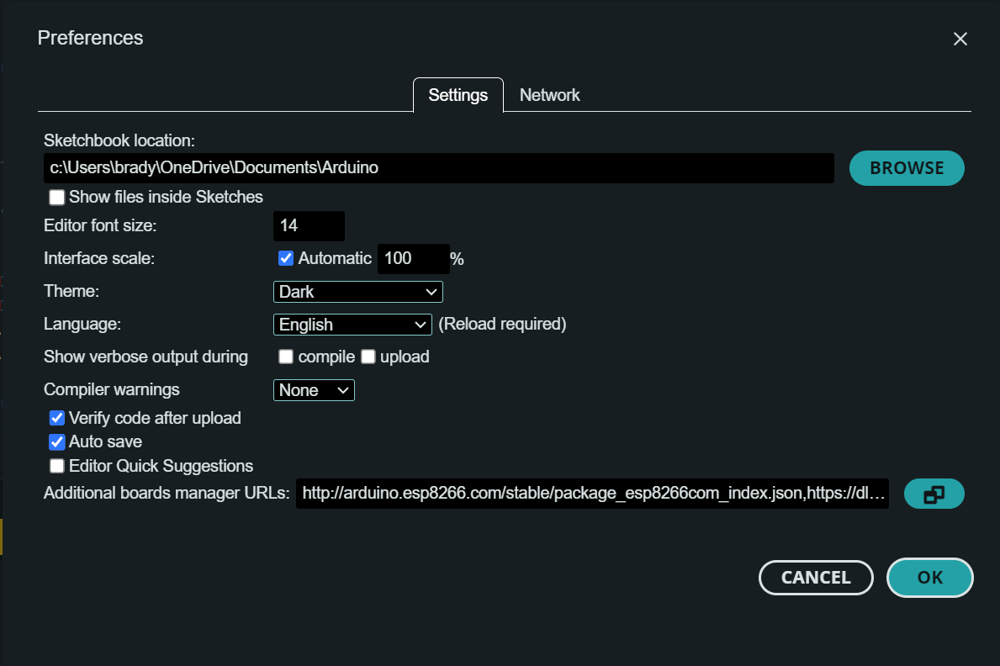 Preferences
Settings Network
Sketchbook location:
c:\Users\brady\OneDrive\Documents\Arduino BROWSE
Show files inside Sketches
Editor font size: 14
Interface scale: Automatic 100 %
Theme: Dark
Language: English (Reload required)
Show verbose output during compile upload
Compiler warnings None
Verify code after upload
Auto save
Editor Quick Suggestions
Additional boards manager URLs: http://arduino.esp8266.com/stable/package_esp8266com_index.json,https://dl…
CANCEL OK